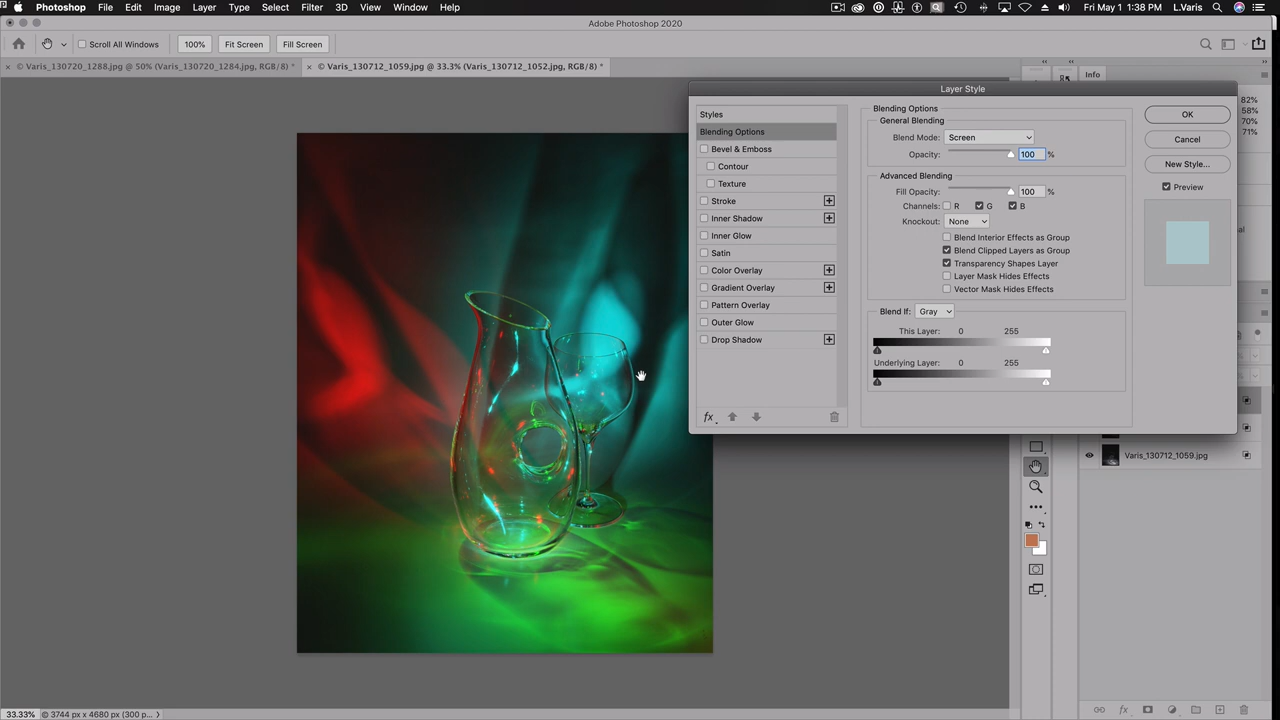 Photoshop File Edit Image Layer Type Select Filter 3D View Window Help Fri May 1 1:38 PM L.Varis
Adobe Photoshop 2020
Scroll All Windows 100% Fit Screen Fill Screen
× © Varis_130720_1288.jpg @ 50% (Varis_130720_1284.jpg, RGB/8) * × © Varis_130712_1059.jpg @ 33.3% (Varis_130712_1052.jpg, RGB/8) *
Info
Layer Style
82%
58%
70%
71%
Styles
Blending Options
Bevel & Emboss
Contour
Texture
Stroke
Inner Shadow
Inner Glow
Satin
Color Overlay
Gradient Overlay
Pattern Overlay
Outer Glow
Drop Shadow
fx
Blending Options
General Blending
Blend Mode: Screen
Opacity: 100 %
Advanced Blending
Fill Opacity: 100 %
Channels: R G B
Knockout: None
Blend Interior Effects as Group
Blend Clipped Layers as Group
Transparency Shapes Layer
Layer Mask Hides Effects
Vector Mask Hides Effects
Blend If: Gray
This Layer: 0 255
Underlying Layer: 0 255
OK
Cancel
New Style...
Preview
Varis_130712_1059.jpg
33.33% © 3744 px x 4680 px (300 p... >
fx